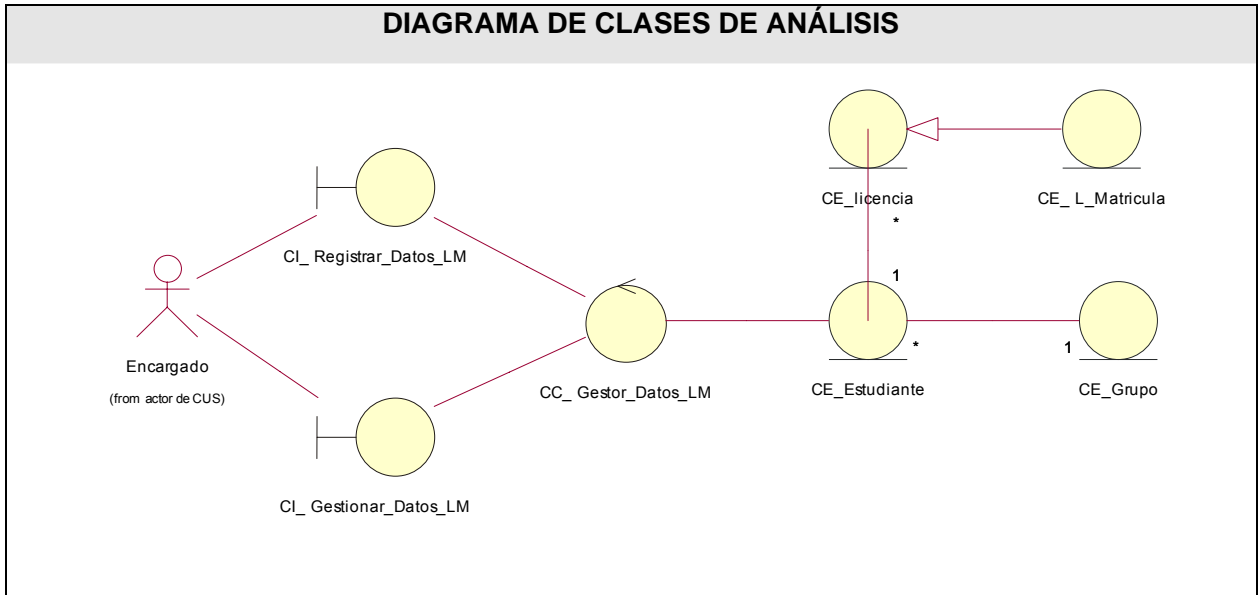 DIAGRAMA DE CLASES DE ANÁLISIS
CE_licencia
CE_ L_Matricula
*
CI_ Registrar_Datos_LM
1
Encargado
(from actor de CUS)
*
1
CC_ Gestor_Datos_LM
CE_Estudiante
CE_Grupo
CI_ Gestionar_Datos_LM